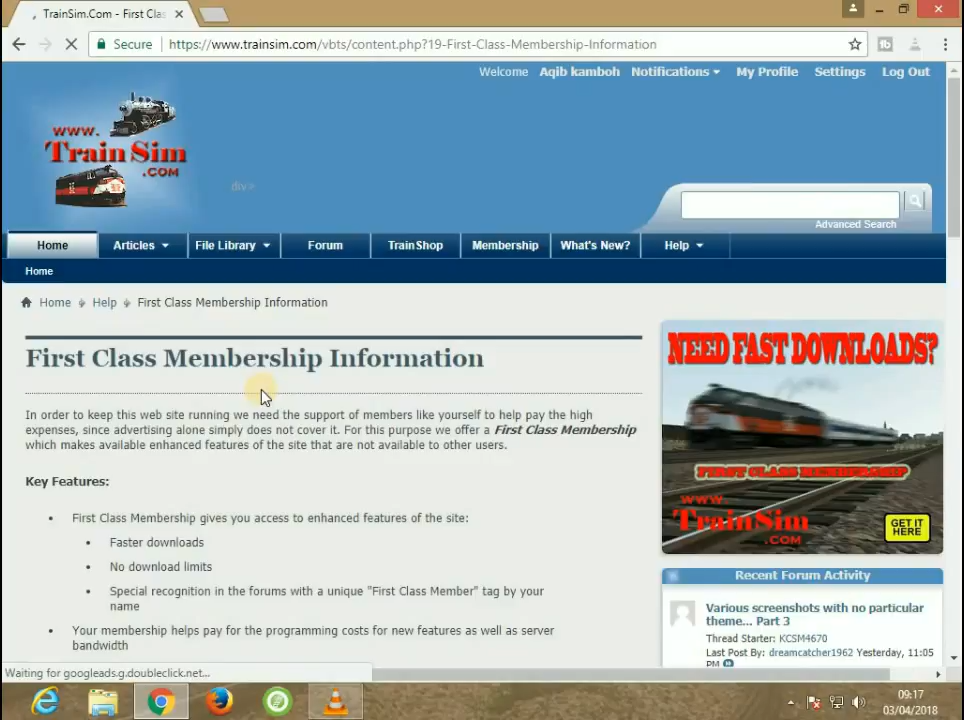 TrainSim.Com - First Clas
Secure https://www.trainsim.com/vbts/content.php?19-First-Class-Membership-Information
Welcome Aqib kamboh Notifications My Profile Settings Log Out
www.
TrainSim
.COM
div>
Advanced Search
Home Articles File Library Forum TrainShop Membership What's New? Help
Home
Home Help First Class Membership Information
First Class Membership Information
In order to keep this web site running we need the support of members like yourself to help pay the high
expenses, since advertising alone simply does not cover it. For this purpose we offer a First Class Membership
which makes available enhanced features of the site that are not available to other users.
Key Features:
• First Class Membership gives you access to enhanced features of the site:
• Faster downloads
• No download limits
• Special recognition in the forums with a unique "First Class Member" tag by your
name
• Your membership helps pay for the programming costs for new features as well as server
bandwidth
NEED FAST DOWNLOADS?
FIRST CLASS MEMBERSHIP
www.
TrainSim
.COM
GET IT
HERE
Recent Forum Activity
Various screenshots with no particular
theme... Part 3
Thread Starter: KCSM4670
Last Post By: dreamcatcher1962 Yesterday, 11:05
PM
Waiting for googleads.g.doubleclick.net...
09:17
03/04/2018